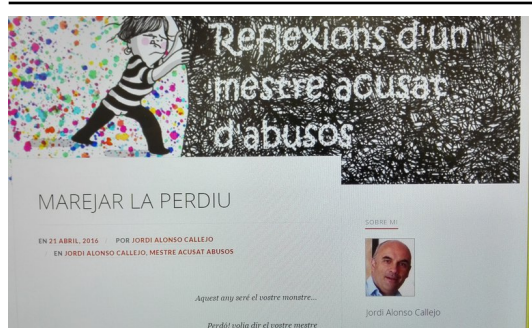 Reflexions d'un
mestre acusat
d'abusos
MAREJAR LA PERDIU
EN 21 ABRIL, 2016 | POR JORDI ALONSO CALLEJO
| EN JORDI ALONSO CALLEJO, MESTRE ACUSAT ABUSOS
Aquest any seré el vostre monstre...
Perdó! volia dir el vostre mestre
SOBRE MI
Jordi Alonso Callejo